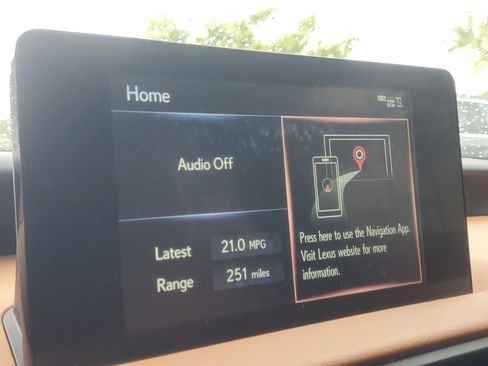 Home
Audio Off
Latest 21.0 MPG
Range 251 miles
Press here to use the Navigation App.
Visit Lexus website for more
information.